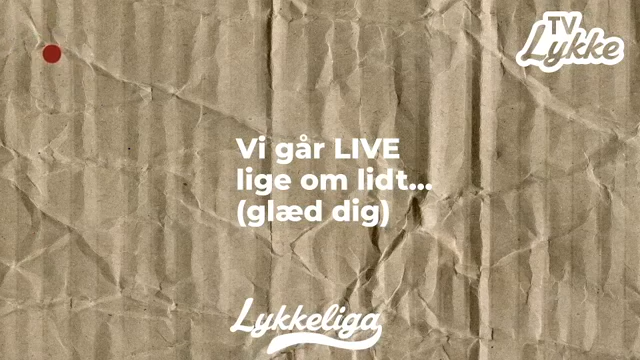 TV
Lykke
Vi går LIVE
lige om lidt...
(glæd dig)
Lykkeliga